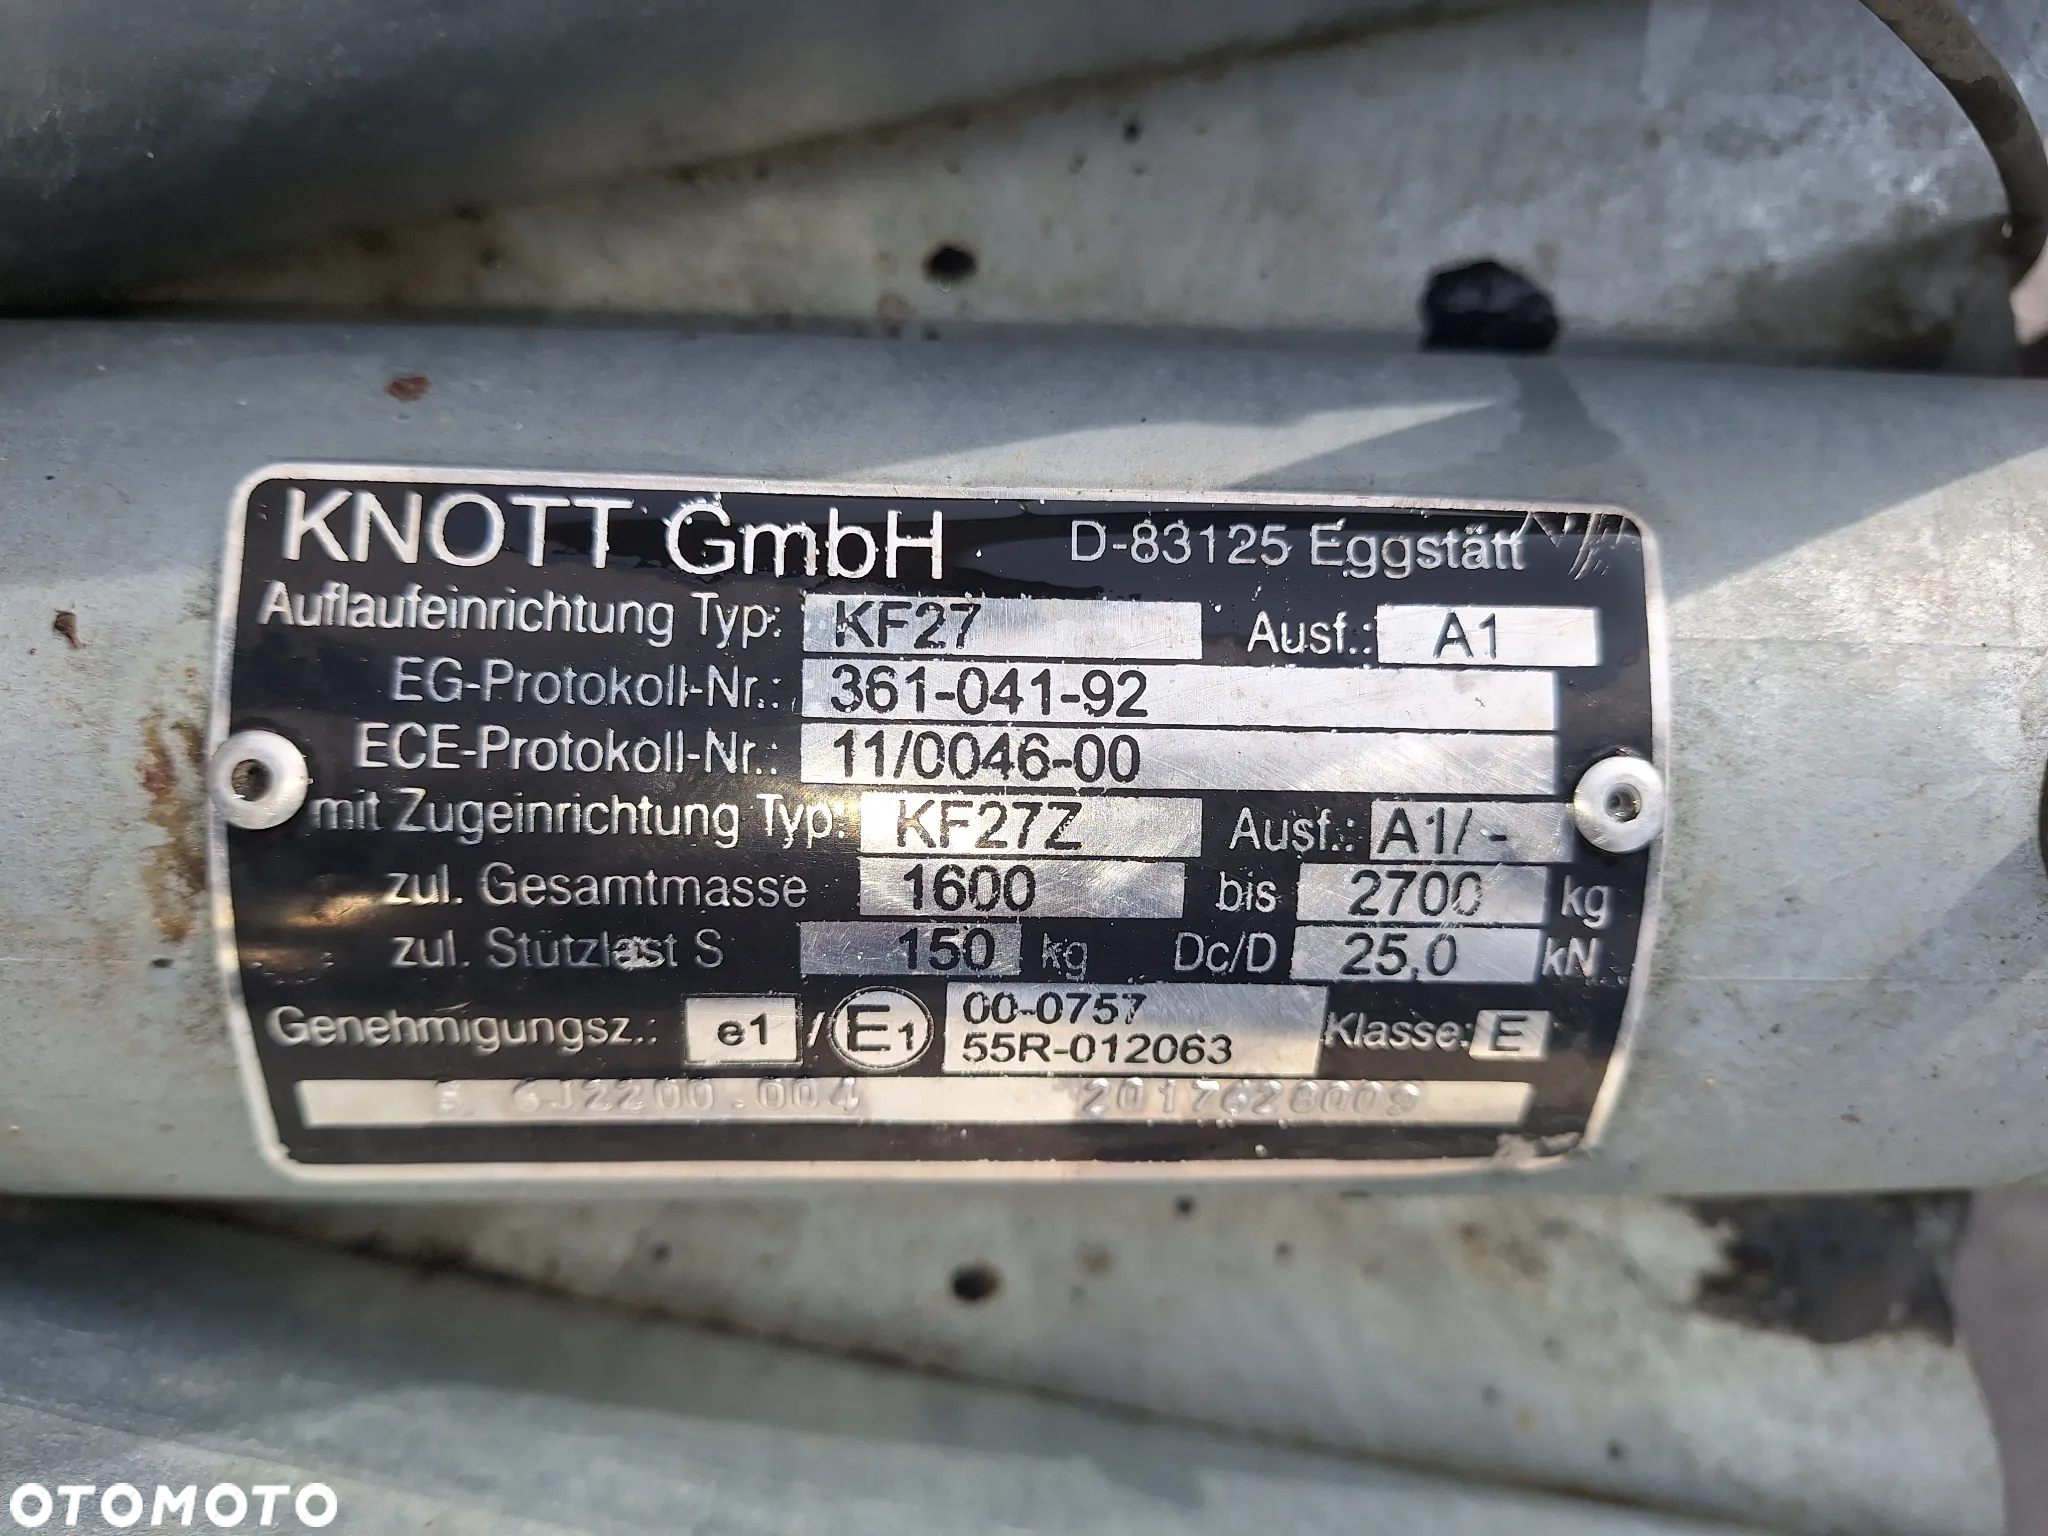 KNOTT GmbH D-83125 Eggstätt
Auflaufeinrichtung Typ: KF27 Ausf.: A1
EG-Protokoll-Nr.: 361-041-92
ECE-Protokoll-Nr.: 11/0046-00
mit Zugeinrichtung Typ: KF27Z Ausf.: A1/-
zul. Gesamtmasse 1600 bis 2700 kg
zul. Stützlast S 150 kg Dc/D 25,0 kN
Genehmigungsz.: e1 / E1 00-0757
55R-012063 Klasse: E
6J2200.004
OTOMOTO